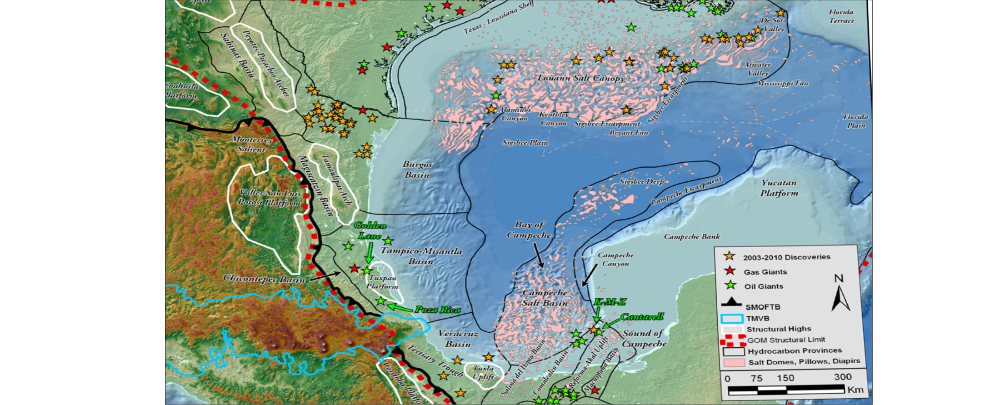 Uplift
Texas - Louisiana Shelf
Florida
Terrace
De Soto
Valley
Sabinas Basin
Peyotes-Picachos Arches
Atwater
Valley
Mississippi Fan
Louann Salt Canopy
Coahuila
Platform
Alaminos
Canyon
Keathley
Canyon
Sigsbee Escarpment
Sigsbee Escarpment
Bryant Fan
Florida
Plain
Monterrey
Salient
Sigsbee Plain
Burgos
Basin
Magiscatzin Basin
Tamaulipas Arch
Sigsbee Deep
Campeche Escarpment
Yucatan
Platform
Valles-San Luis
Potosi Platform
Golden
Lane
Bay of
Campeche
Campeche Bank
Tampico-Misantla
Basin
Campeche
Canyon
Chicontepec Basin
Tuxpan
Platform
Campeche
Salt Basin
K-M-Z
Poza Rica
Cantarell
Veracruz
Basin
Sound of
Campeche
Tertiary Trough
Tuxla
Uplift
Cordoba Platfo
Salina del Itsmo Basin
Comalcalco Basin
Reforma-Akal Uplift
Macuspana Basin
2003-2010 Discoveries
Gas Giants
Oil Giants
SMOFTB
TMVB
Structural Highs
GOM Structural Limit
Hydrocarbon Provinces
Salt Domes, Pillows, Diapirs
N
0 75 150 300
Km